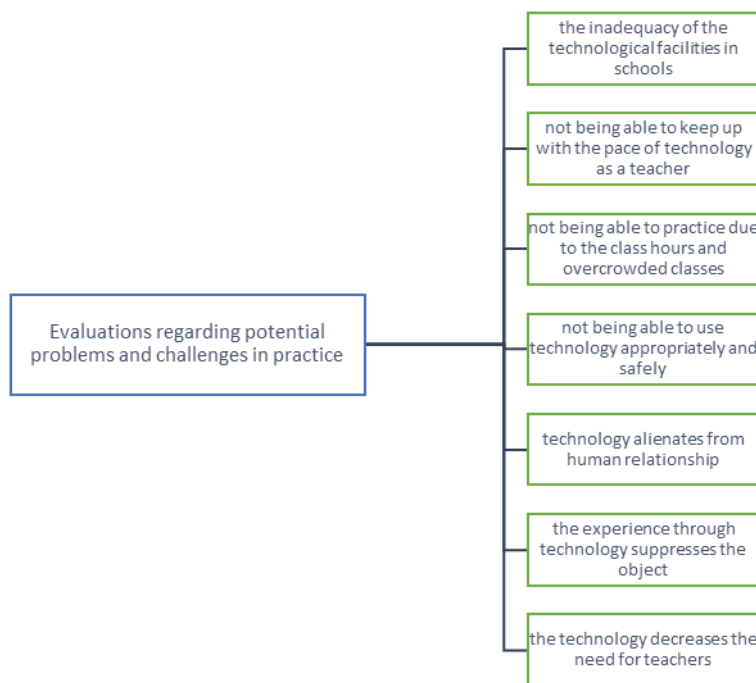 the inadequacy of the
technological facilities in
schools
not being able to keep up
with the pace of technology
as a teacher
not being able to practice due
to the class hours and
overcrowded classes
Evaluations regarding potential
problems and challenges in practice
not being able to use
technology appropriately and
safely
technology alienates from
human relationship
the experience through
technology suppresses the
object
the technology decreases the
need for teachers